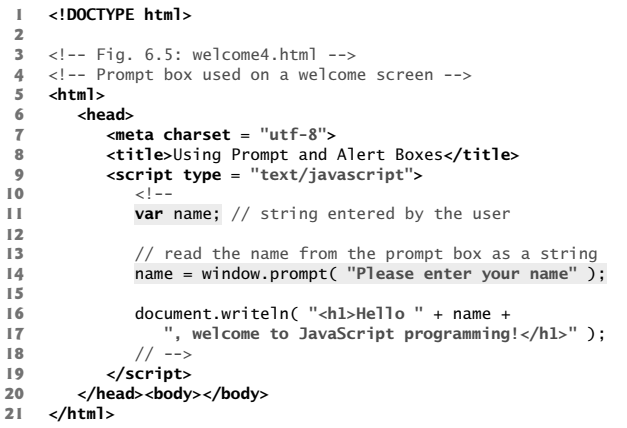 1 <!DOCTYPE html>
2
3 <!-- Fig. 6.5: welcome4.html -->
4 <!-- Prompt box used on a welcome screen -->
5 <html>
6    <head>
7       <meta charset = "utf-8">
8       <title>Using Prompt and Alert Boxes</title>
9       <script type = "text/javascript">
10          <!--
11          var name; // string entered by the user
12
13          // read the name from the prompt box as a string
14          name = window.prompt( "Please enter your name" );
15
16          document.writeln( "<h1>Hello " + name +
17             ", welcome to JavaScript programming!</h1>" );
18          // -->
19       </script>
20    </head><body></body>
21 </html>